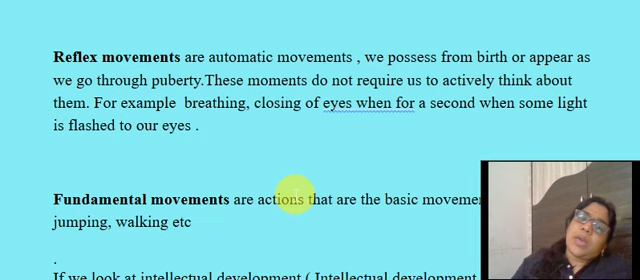 Reflex movements are automatic movements , we possess from birth or appear as
we go through puberty.These moments do not require us to actively think about
them. For example  breathing, closing of eyes when for a second when some light
is flashed to our eyes .
Fundamental movements are actions that are the basic
jumping, walking etc
.
If we look at intellectual development ( Intellectual development